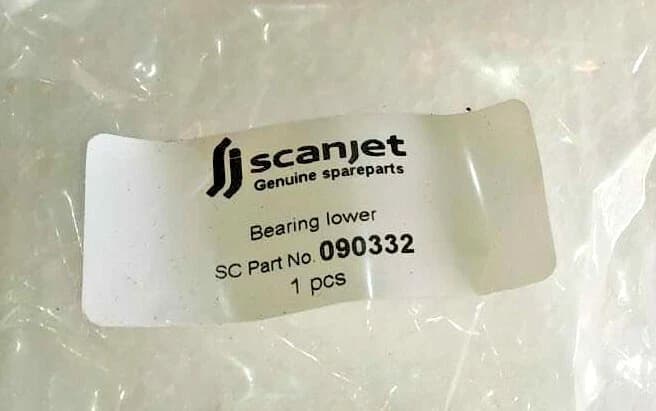 scanjet
Genuine spareparts
Bearing lower
SC Part No. 090332
1 pcs